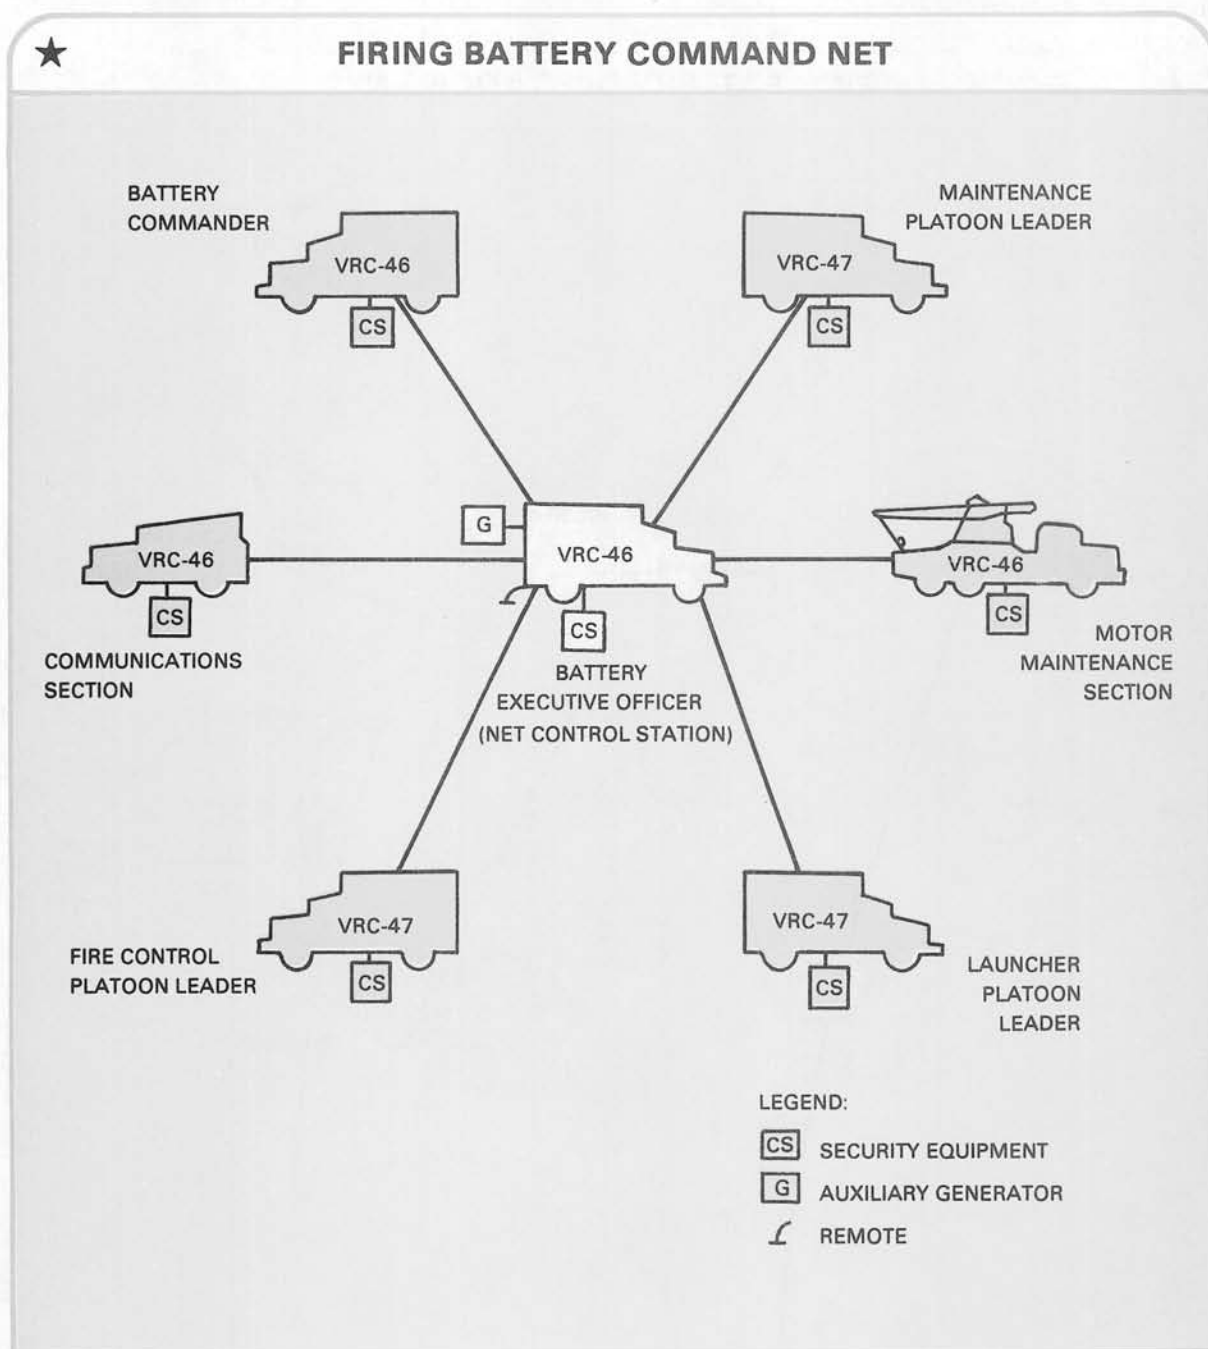 FIRING BATTERY COMMAND NET
BATTERY
COMMANDER
VRC-46
CS
MAINTENANCE
PLATOON LEADER
VRC-47
CS
G
VRC-46
CS
BATTERY
EXECUTIVE OFFICER
(NET CONTROL STATION)
VRC-46
CS
COMMUNICATIONS
SECTION
VRC-46
CS
MOTOR
MAINTENANCE
SECTION
VRC-47
CS
FIRE CONTROL
PLATOON LEADER
VRC-47
CS
LAUNCHER
PLATOON
LEADER
LEGEND:
CS SECURITY EQUIPMENT
G AUXILIARY GENERATOR
REMOTE